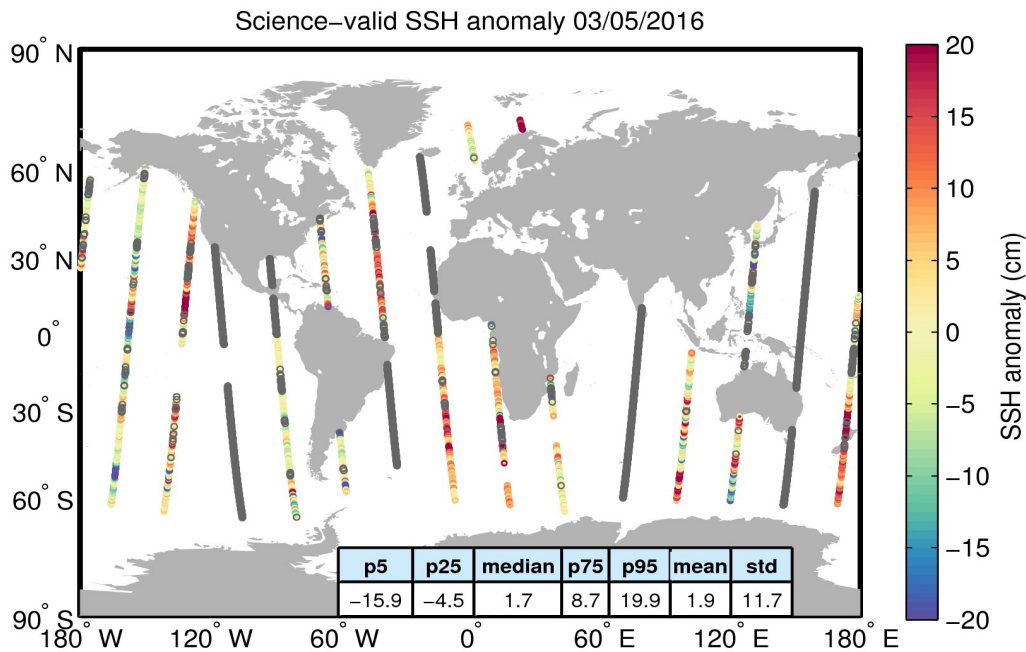 Science−valid SSH anomaly 03/05/2016
90° N
60° N
30° N
0°
30° S
60° S
90° S
180° W
120° W
60° W
0°
60° E
120° E
180° E
p5 p25 median p75 p95 mean std
−15.9 −4.5 1.7 8.7 19.9 1.9 11.7
20
15
10
5
0
−5
−10
−15
−20
SSH anomaly (cm)